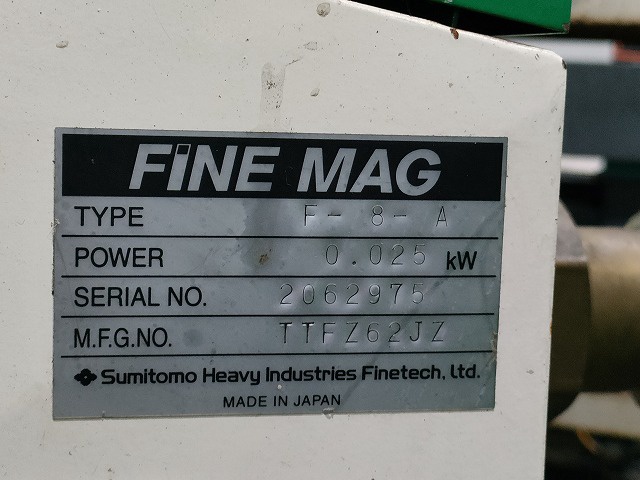 FINE MAG
TYPE F-8-A
POWER 0.025 kW
SERIAL NO. 2062975
M.F.G.NO. TTFZ62JZ
Sumitomo Heavy Industries Finetech, Ltd.
MADE IN JAPAN